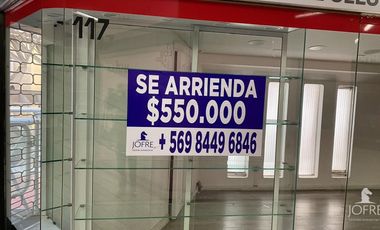 117
SE ARRIENDA
$550.000
JOFRE
+ 569 8449 6846
JOFRE